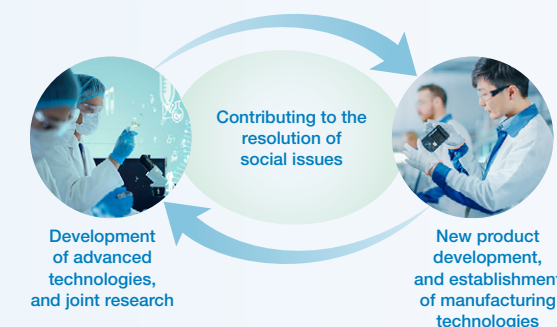 Contributing to the
resolution of
social issues
Development
of advanced
technologies,
and joint research
New product
development,
and establishment
of manufacturing
technologies